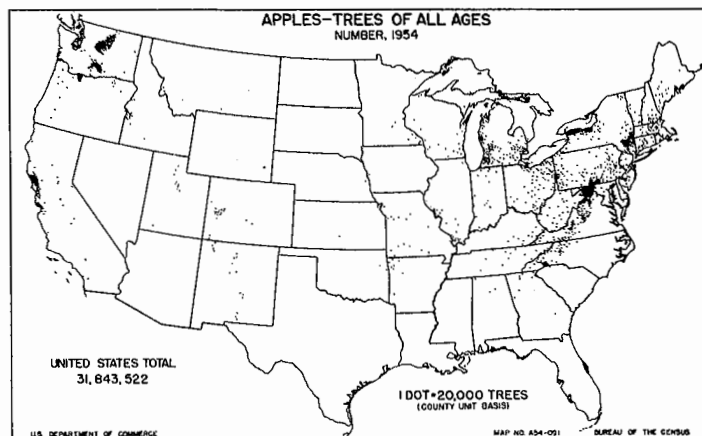 APPLES-TREES OF ALL AGES
NUMBER, 1954
UNITED STATES TOTAL
31,843,522
1 DOT=20,000 TREES
(COUNTY UNIT BASIS)
U.S. DEPARTMENT OF COMMERCE
MAP NO. A54-091
BUREAU OF THE CENSUS